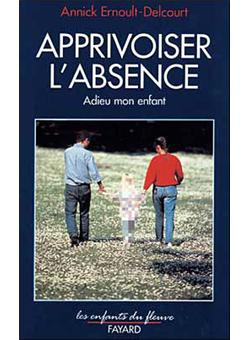 Annick Ernoult-Delcourt
APPRIVOISER
L'ABSENCE
Adieu mon enfant
les enfants du fleuve
FAYARD